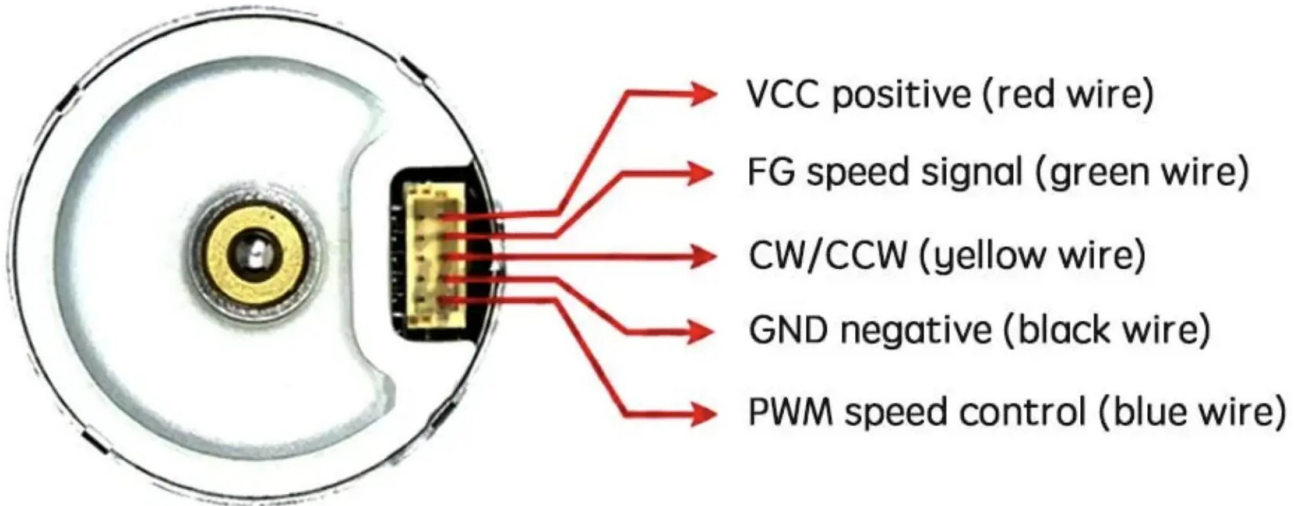 VCC positive (red wire)
FG speed signal (green wire)
CW/CCW (yellow wire)
GND negative (black wire)
PWM speed control (blue wire)